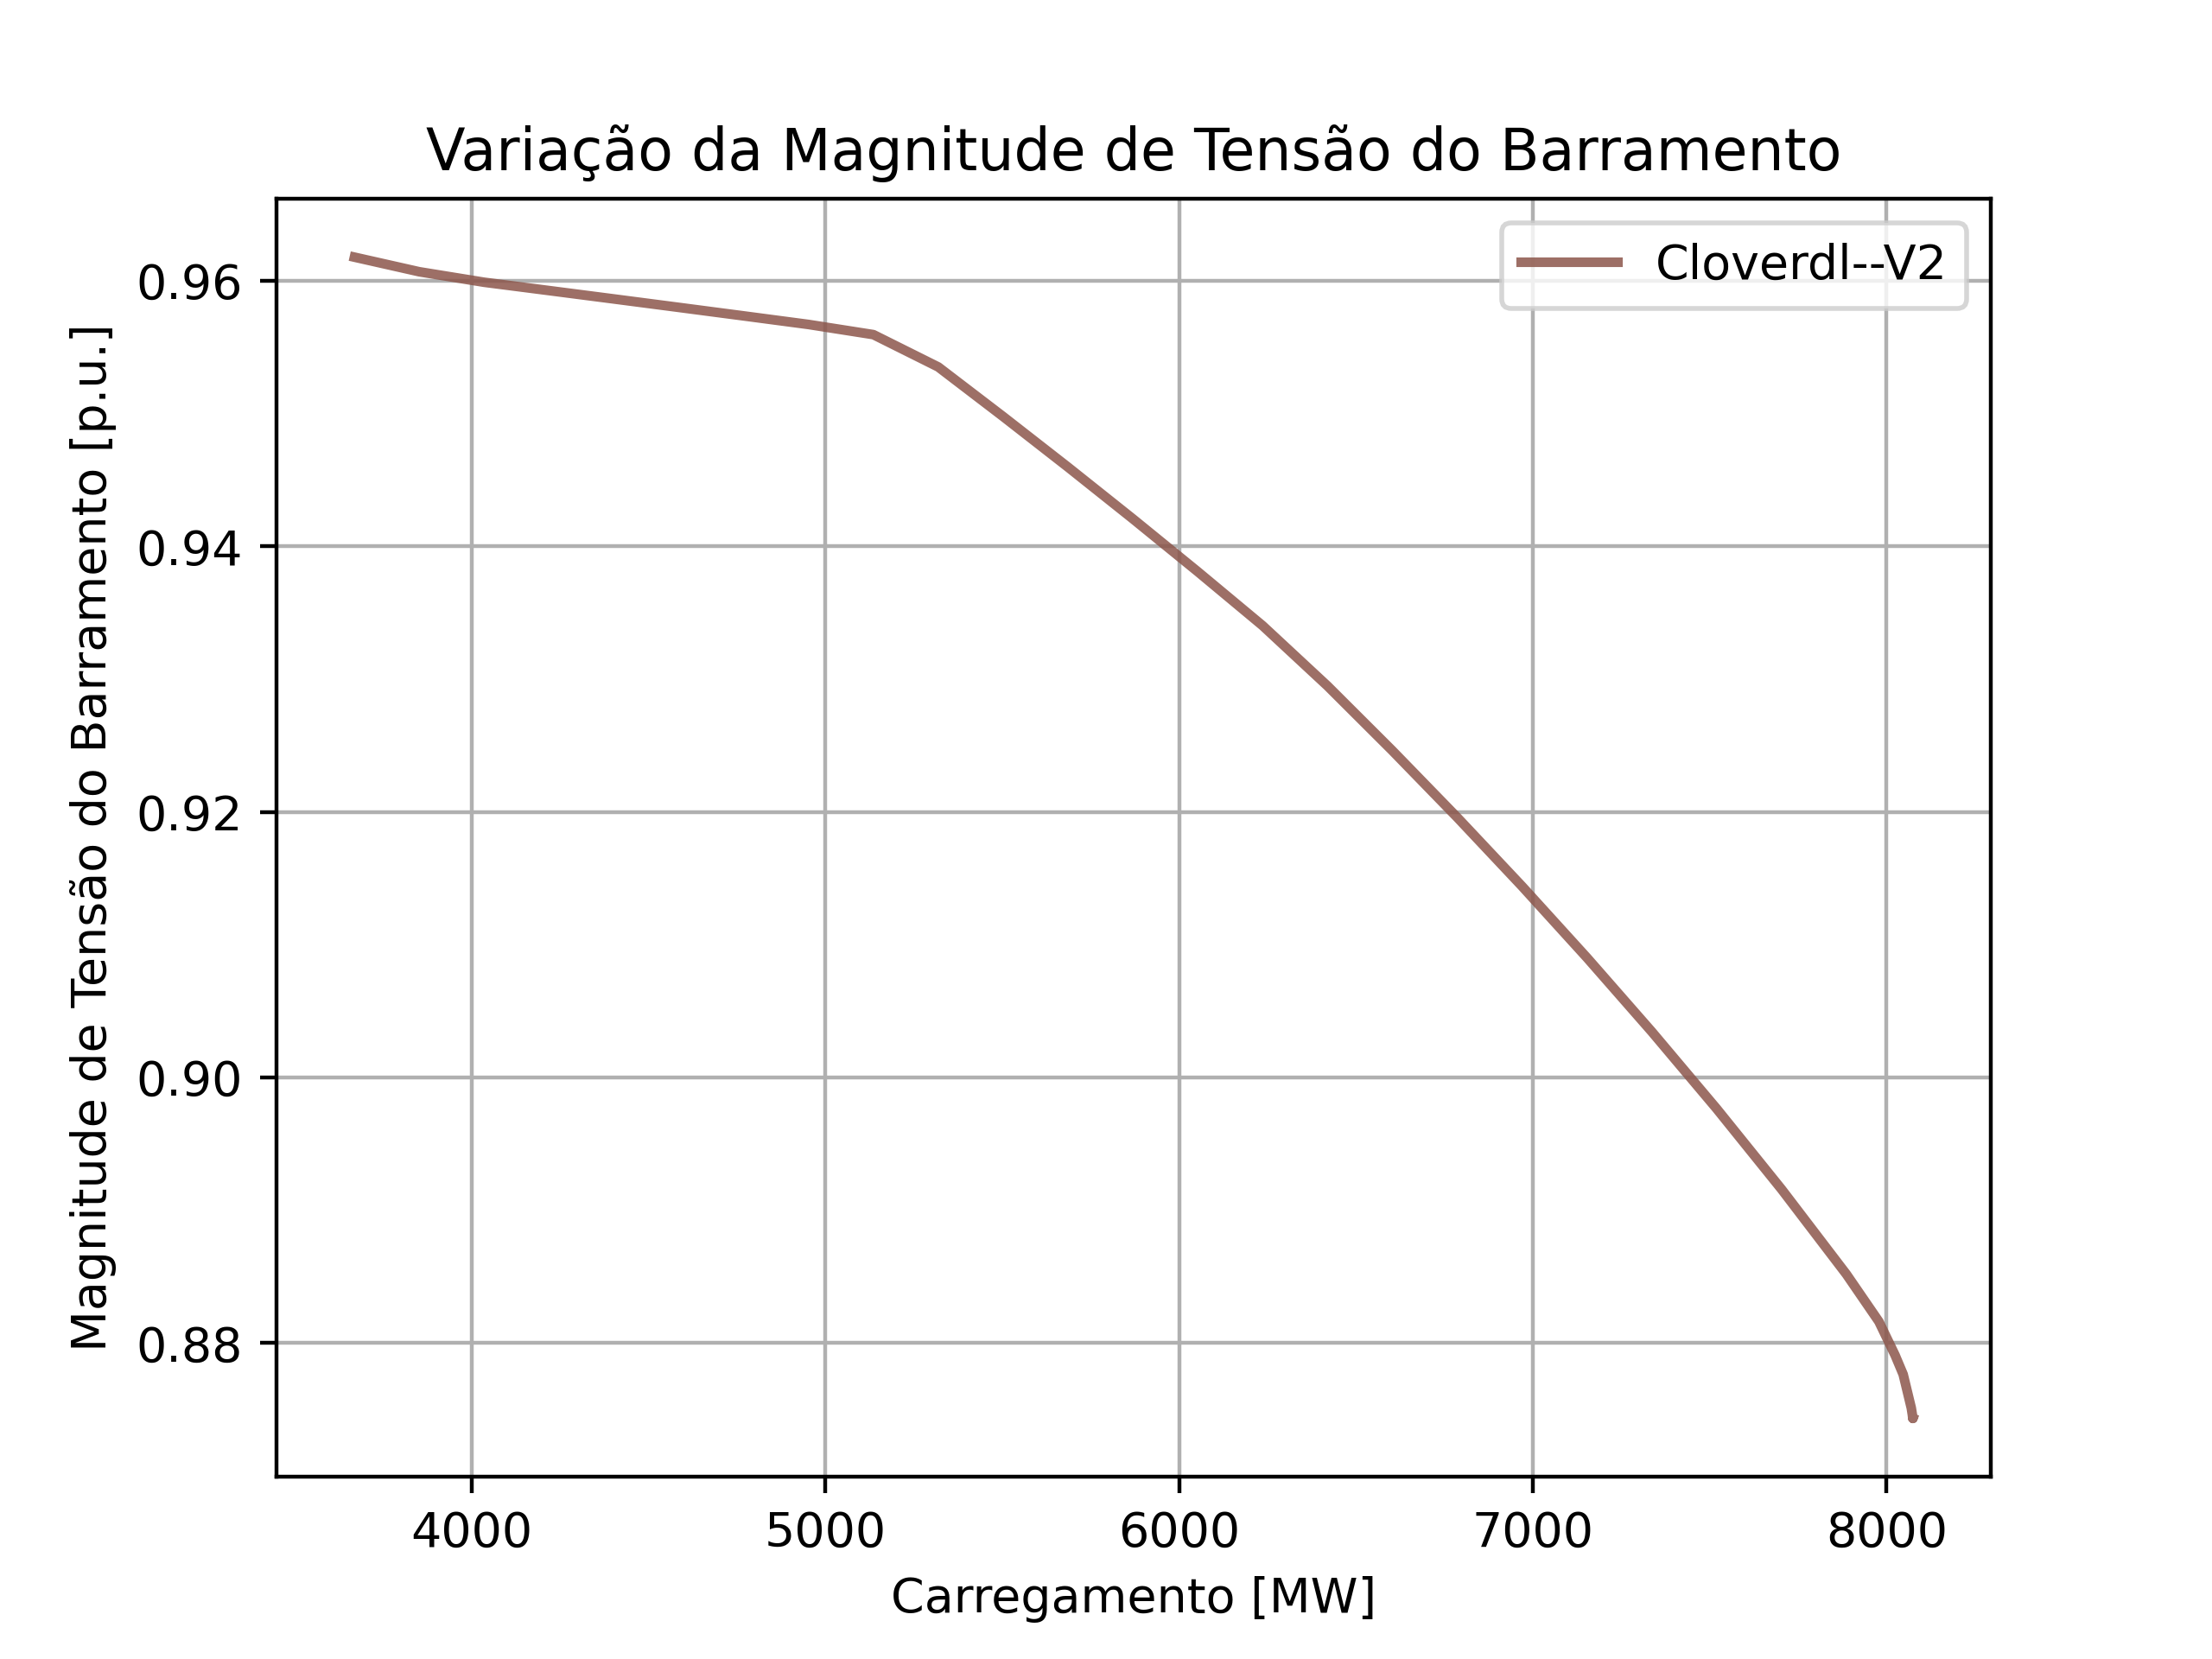 Variação da Magnitude de Tensão do Barramento
Cloverdl--V2
Magnitude de Tensão do Barramento [p.u.]
0.96
0.94
0.92
0.90
0.88
4000 5000 6000 7000 8000
Carregamento [MW]